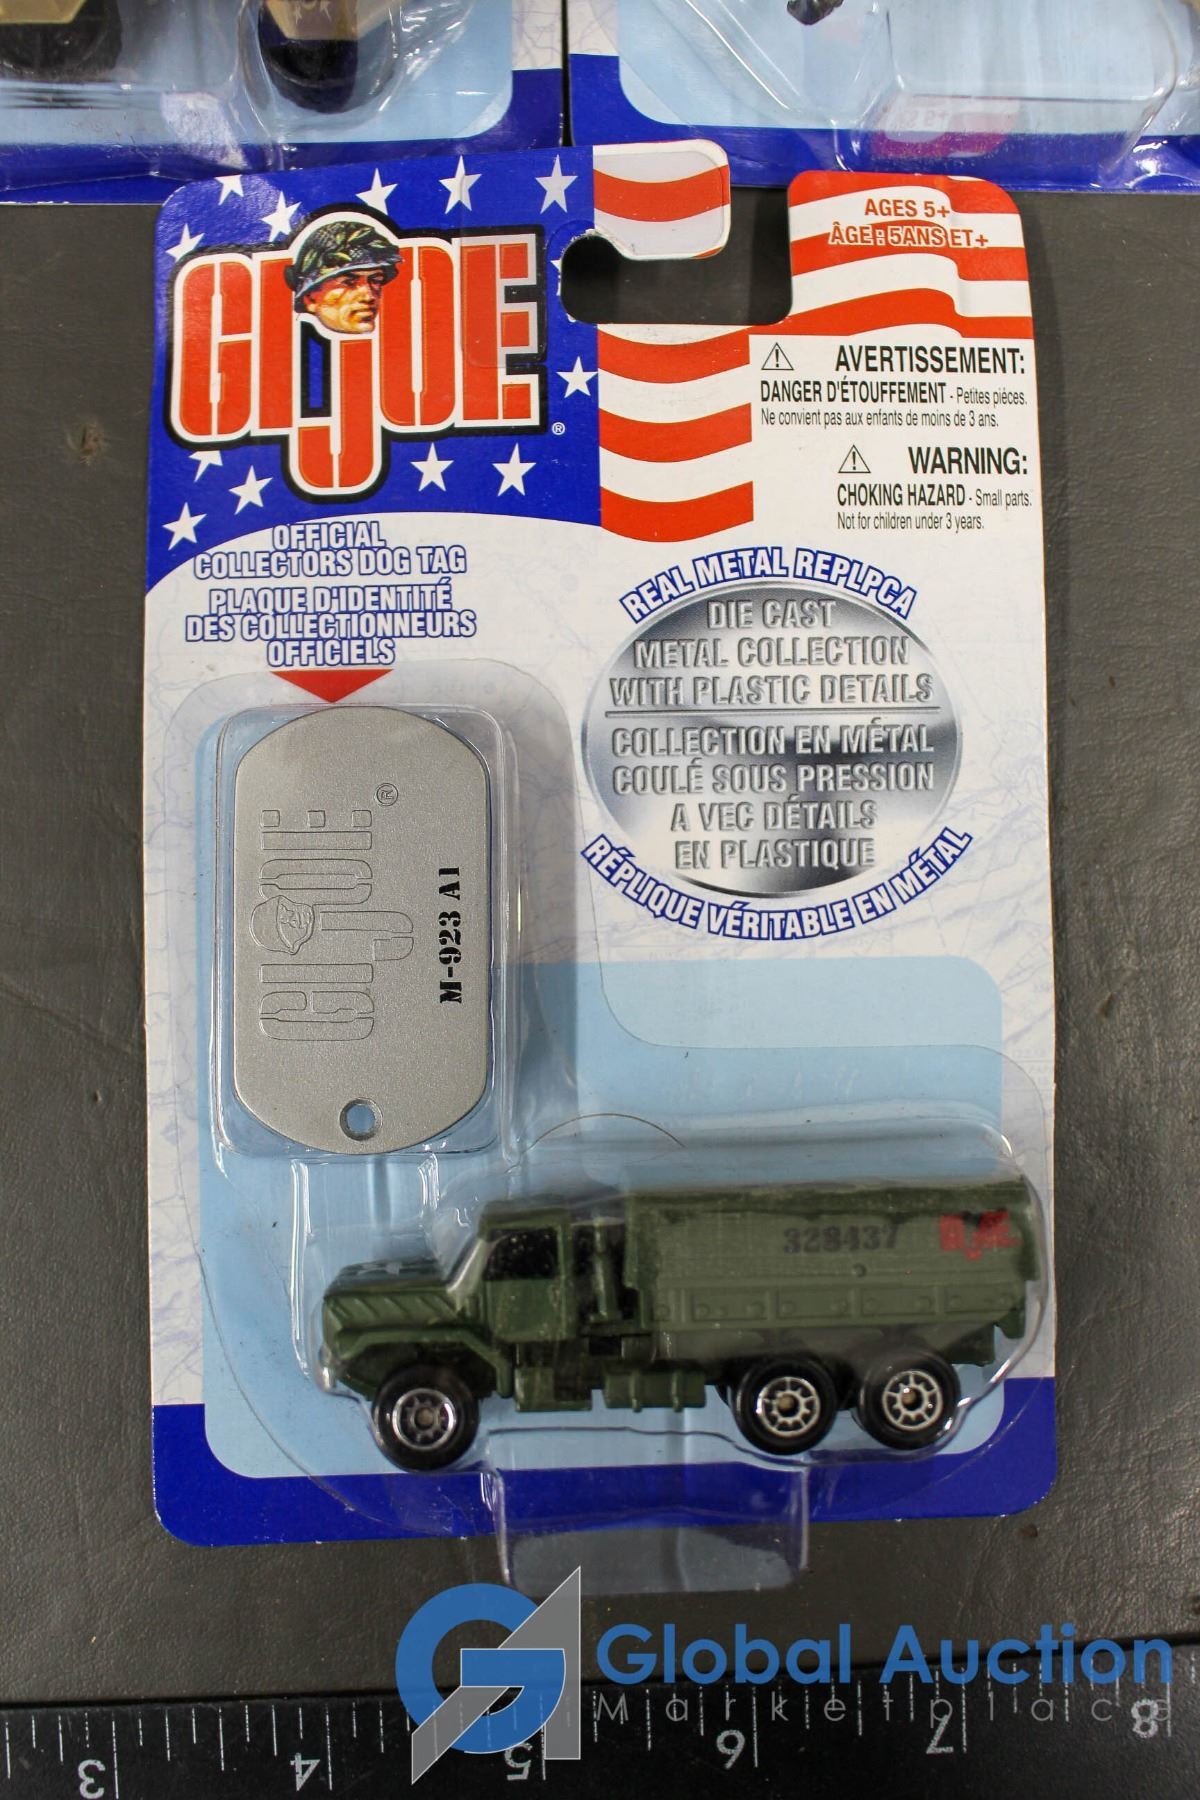 AGES 5+
ÂGE : 5ANS ET+
GI JOE
®
AVERTISSEMENT:
DANGER D'ÉTOUFFEMENT - Petites pièces.
Ne convient pas aux enfants de moins de 3 ans.
WARNING:
CHOKING HAZARD - Small parts.
Not for children under 3 years.
OFFICIAL
COLLECTORS DOG TAG
PLAQUE D'IDENTITÉ
DES COLLECTIONNEURS
OFFICIELS
REAL METAL REPLPCA
DIE CAST
METAL COLLECTION
WITH PLASTIC DETAILS
COLLECTION EN MÉTAL
COULÉ SOUS PRESSION
A VEC DÉTAILS
EN PLASTIQUE
RÉPLIQUE VÉRITABLE EN MÉTAL
GI JOE ®
M-923 A1
328437
GI JOE
Global Auction
Marketplace
3 4 5 6 7 8